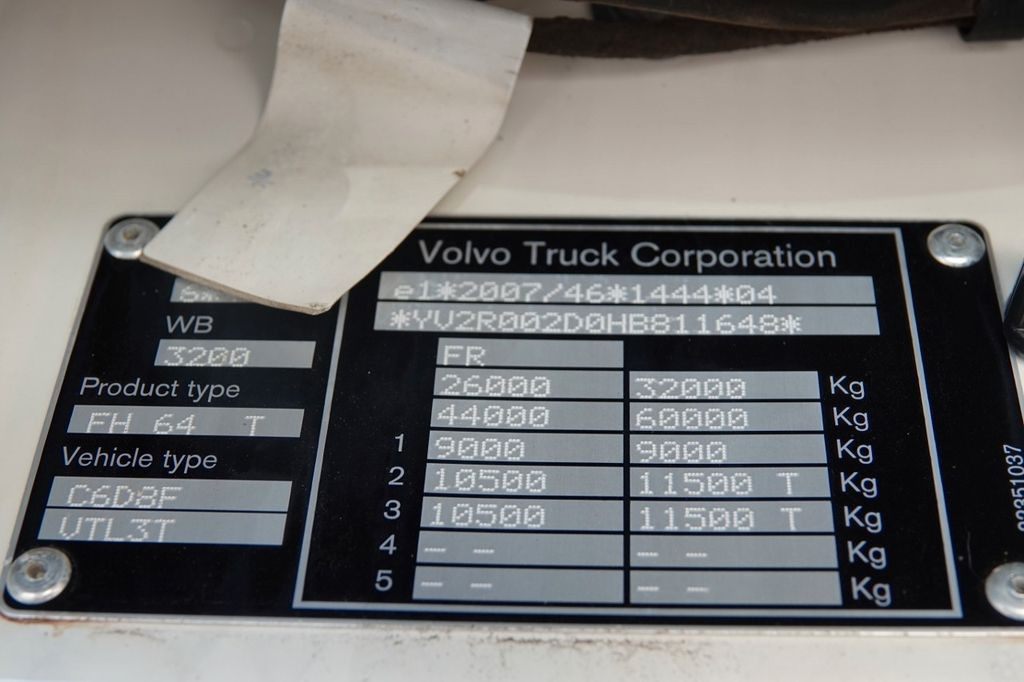 Volvo Truck Corporation
e1*2007/46*1444*04
*YV2R002D0HB811648*
WB
3200
Product type
FH 64 T
Vehicle type
C6D8F
VTL3T
FR
26000 32000 Kg
44000 60000 Kg
1 9000 9000 Kg
2 10500 11500 T Kg
3 10500 11500 T Kg
4 -- -- -- -- Kg
5 -- -- -- -- Kg